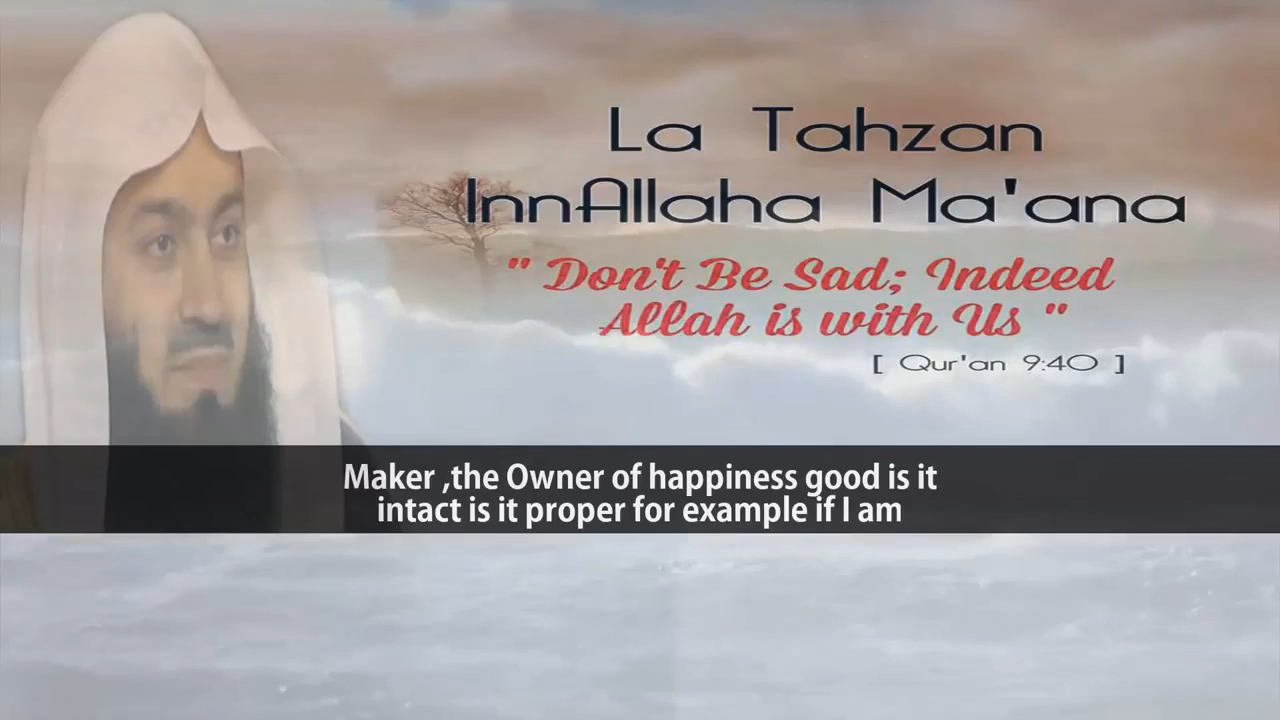 La Tahzan
InnAllaha Ma'ana
" Don't Be Sad; Indeed
Allah is with Us "
[ Qur'an 9:40 ]
Maker ,the Owner of happiness good is it
intact is it proper for example if I am